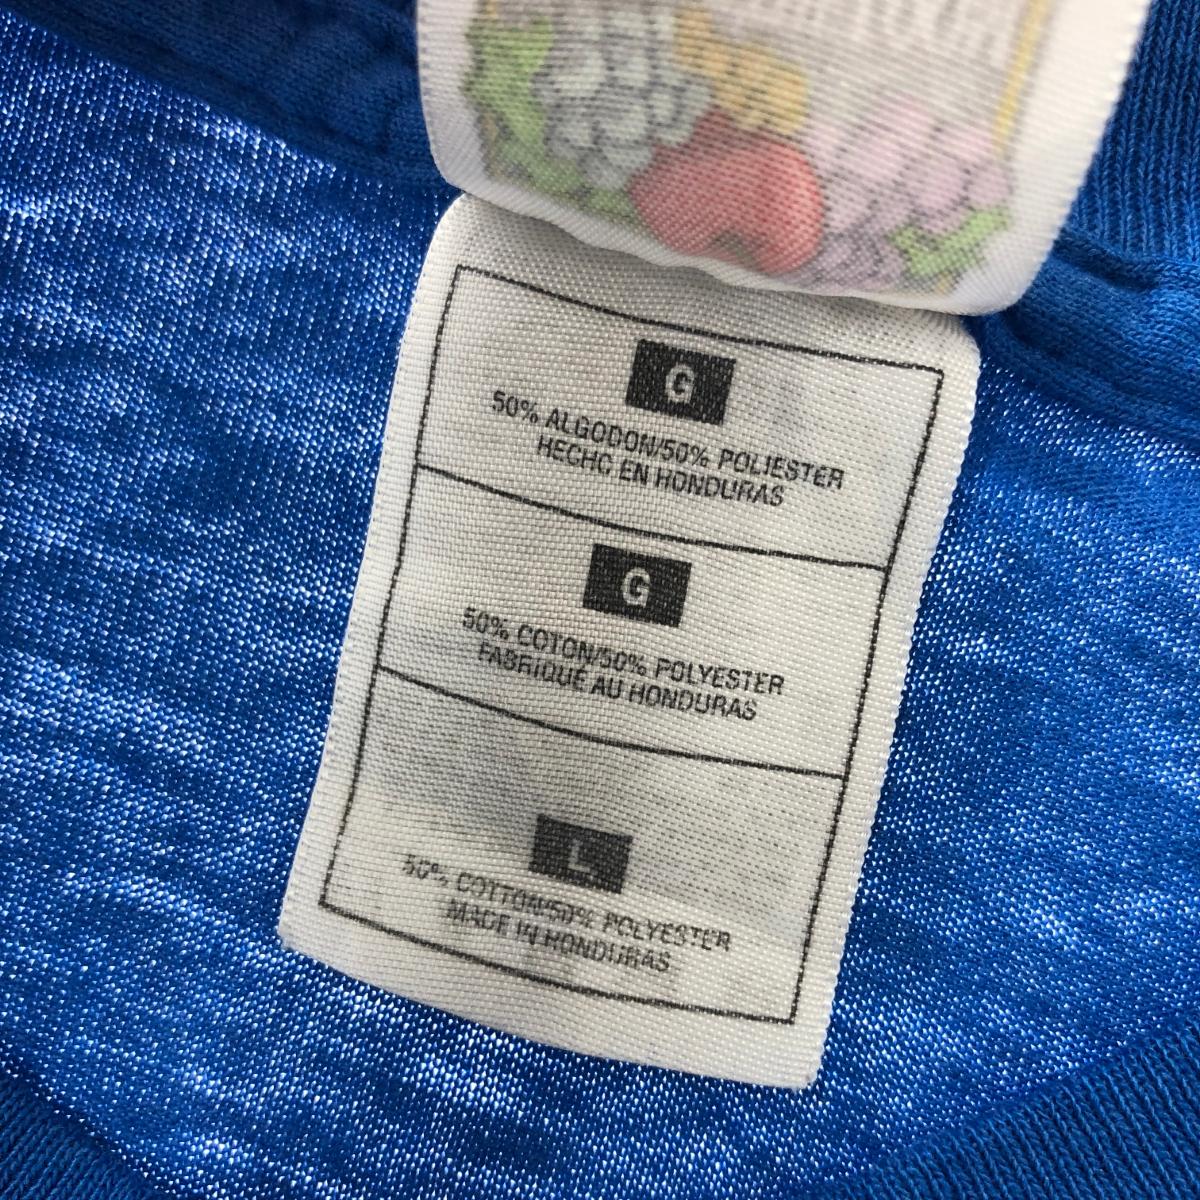 G
50% ALGODON/50% POLIESTER
HECHO EN HONDURAS
G
50% COTON/50% POLYESTER
FABRIQUÉ AU HONDURAS
L
50% COTTON/50% POLYESTER
MADE IN HONDURAS